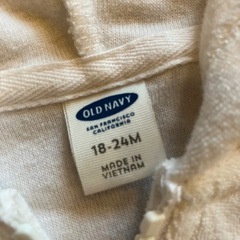 OLD NAVY
SAN FRANCISCO
CALIFORNIA
18-24M
MADE IN
VIETNAM